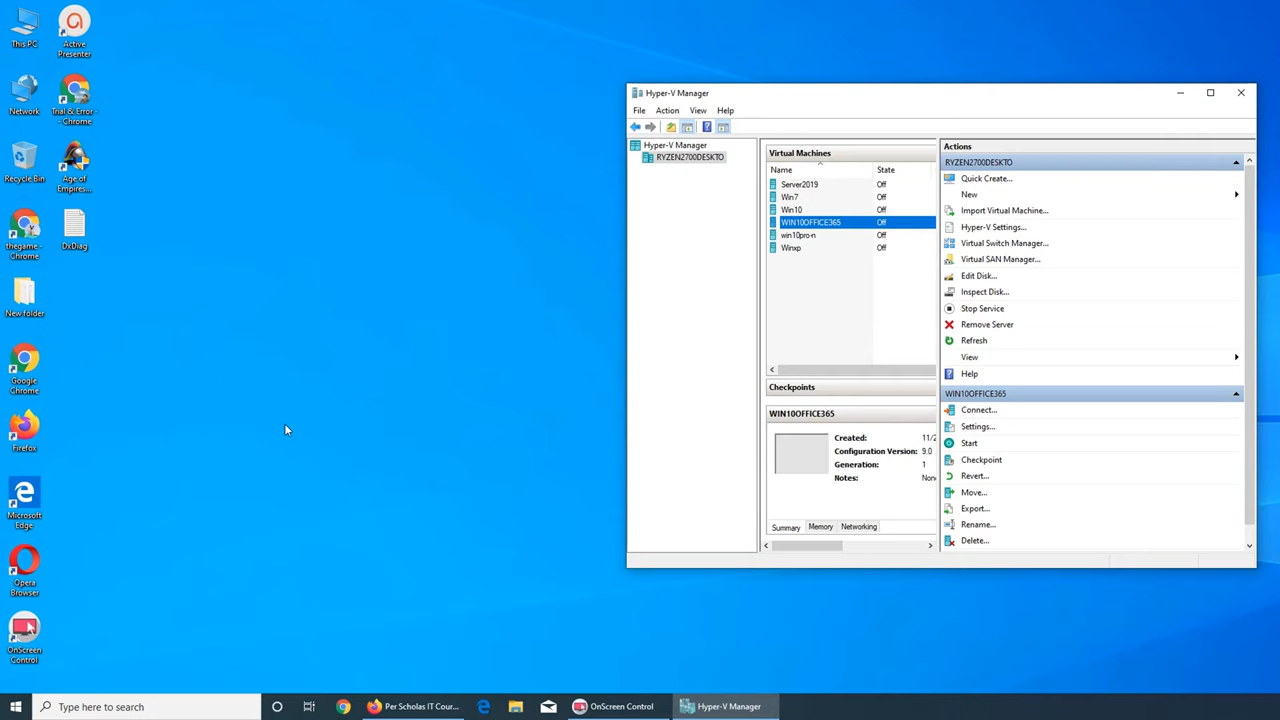 This PC
Active
Presenter
Network
Trial & Error -
Chrome
Recycle Bin
Age of
Empires...
thegame -
Chrome
DxDiag
New folder
Google
Chrome
Firefox
Microsoft
Edge
Opera
Browser
OnScreen
Control
Hyper-V Manager
File Action View Help
Hyper-V Manager
RYZEN2700DESKTO
Virtual Machines
Name State
Server2019 Off
Win7 Off
Win10 Off
WIN10OFFICE365 Off
win10pro-n Off
Winxp Off
Checkpoints
WIN10OFFICE365
Created: 11/2
Configuration Version: 9.0
Generation: 1
Notes: Non
Summary Memory Networking
Actions
RYZEN2700DESKTO
Quick Create...
New
Import Virtual Machine...
Hyper-V Settings...
Virtual Switch Manager...
Virtual SAN Manager...
Edit Disk...
Inspect Disk...
Stop Service
Remove Server
Refresh
View
Help
WIN10OFFICE365
Connect...
Settings...
Start
Checkpoint
Revert...
Move...
Export...
Rename...
Delete...
Type here to search
Per Scholas IT Cour...
OnScreen Control
Hyper-V Manager